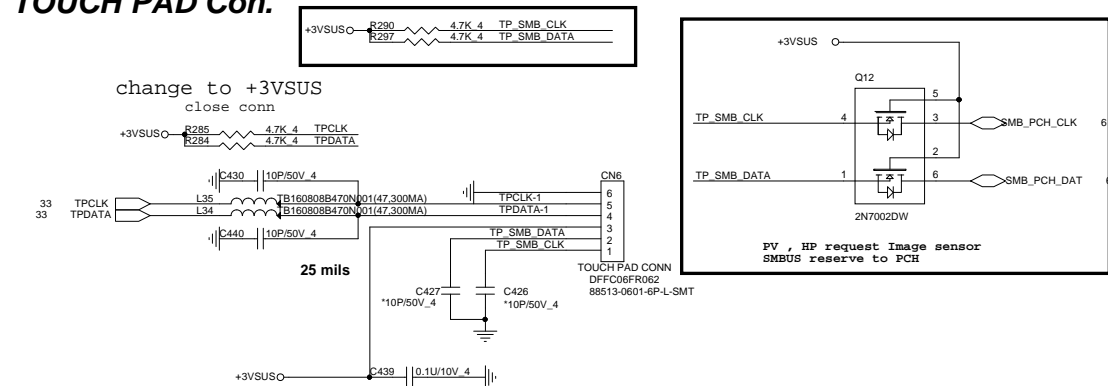 TOUCH PAD Con.
+3VSUS
R290 4.7K_4 TP_SMB_CLK
R297 4.7K_4 TP_SMB_DATA
change to +3VSUS
close conn
+3VSUS
R285 4.7K_4 TPCLK
R284 4.7K_4 TPDATA
C430 10P/50V_4
33 TPCLK L35 TB160808B470N001(47,300MA) TPCLK-1
33 TPDATA L34 TB160808B470N001(47,300MA) TPDATA-1
C440 10P/50V_4
25 mils
TP_SMB_DATA
TP_SMB_CLK
CN6
6
5
4
3
2
1
TOUCH PAD CONN
DFFC06FR062
88513-0601-6P-L-SMT
C427
*10P/50V_4
C426
*10P/50V_4
+3VSUS
C439 0.1U/10V_4
+3VSUS
Q12
5
TP_SMB_CLK 4 3 SMB_PCH_CLK 6
2
TP_SMB_DATA 1 6 SMB_PCH_DAT
2N7002DW
PV , HP request Image sensor
SMBUS reserve to PCH